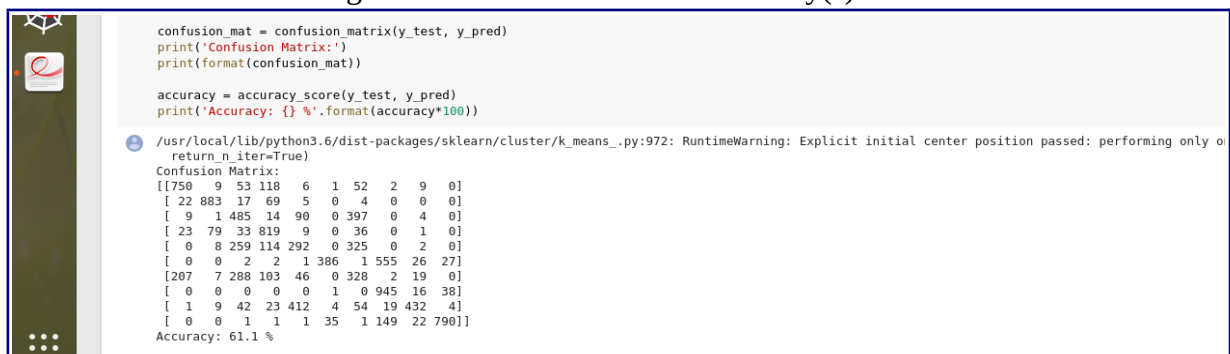 confusion_mat = confusion_matrix(y_test, y_pred)
print('Confusion Matrix:')
print(format(confusion_mat))
accuracy = accuracy_score(y_test, y_pred)
print('Accuracy: {} %'.format(accuracy*100))
/usr/local/lib/python3.6/dist-packages/sklearn/cluster/k_means_.py:972: RuntimeWarning: Explicit initial center position passed: performing only
return_n_iter=True)
Confusion Matrix:
[[750 9 53 118 6 1 52 2 9 0]
[ 22 883 17 69 5 0 4 0 0 0]
[ 9 1 485 14 90 0 397 0 4 0]
[ 23 79 33 819 9 0 36 0 1 0]
[ 0 8 259 114 292 0 325 0 2 0]
[ 0 0 2 2 1 386 1 555 26 27]
[207 7 288 103 46 0 328 2 19 0]
[ 0 0 0 0 0 1 0 945 16 38]
[ 1 9 42 23 412 4 54 19 432 4]
[ 0 0 1 1 1 35 1 149 22 790]]
Accuracy: 61.1 %